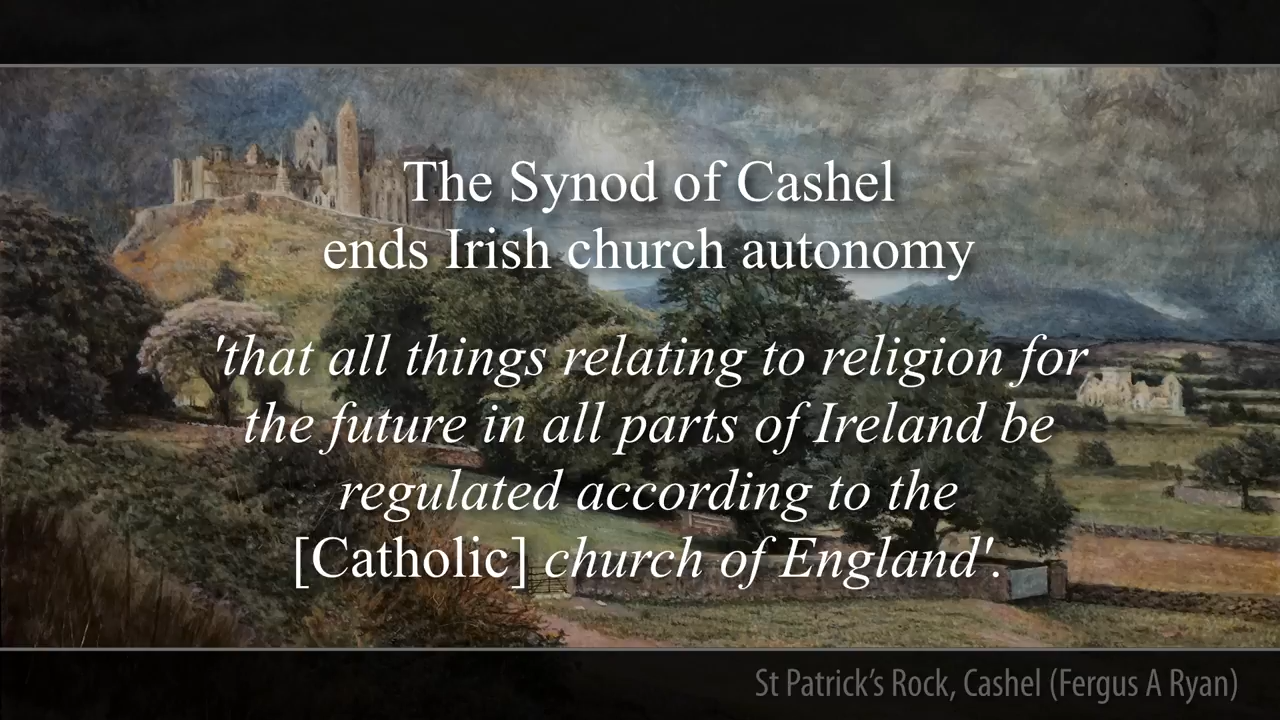 The Synod of Cashel
ends Irish church autonomy
'that all things relating to religion for
the future in all parts of Ireland be
regulated according to the
[Catholic] church of England'.
St Patrick’s Rock, Cashel (Fergus A Ryan)